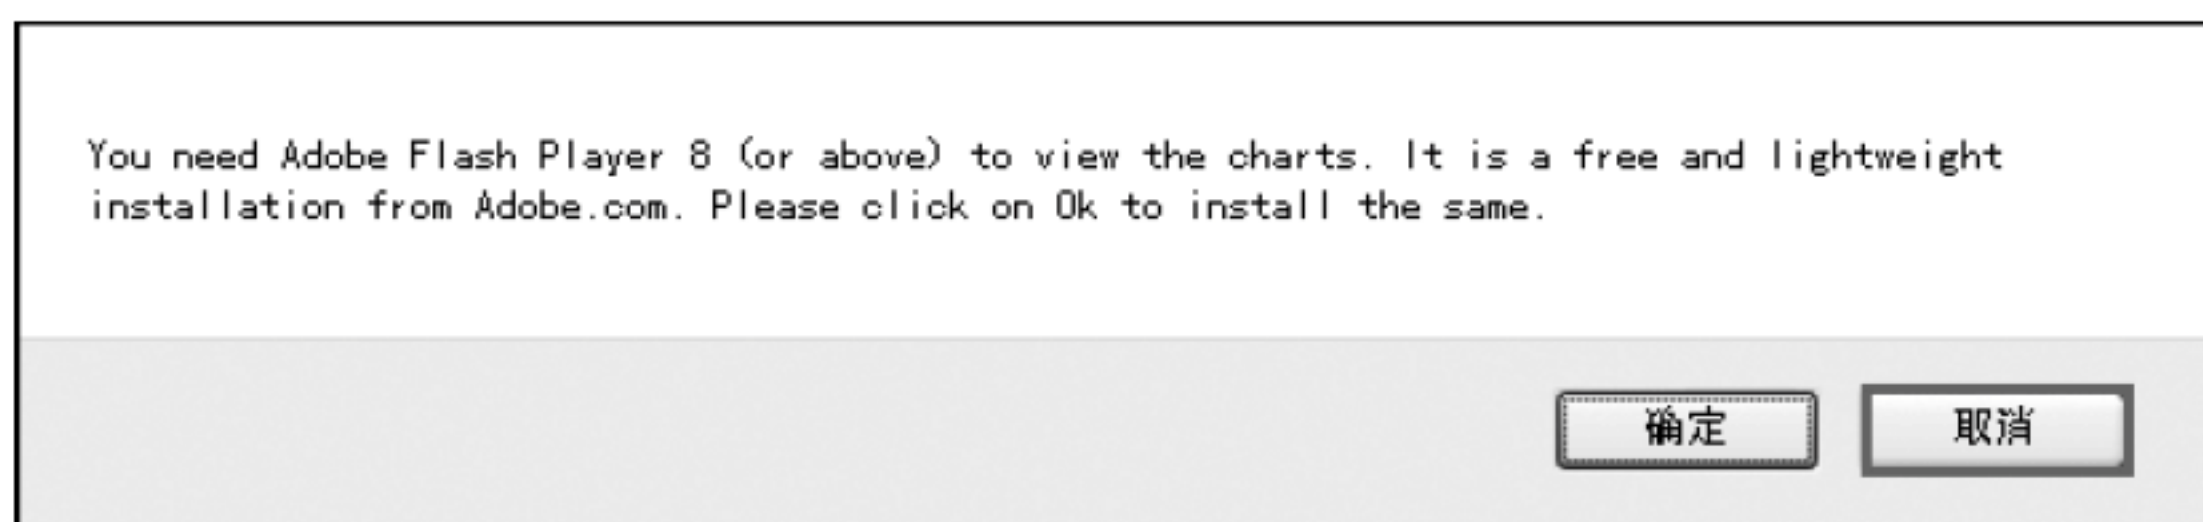 You need Adobe Flash Player 8 (or above) to view the charts. It is a free and lightweight
installation from Adobe.com. Please click on Ok to install the same.
确定 取消